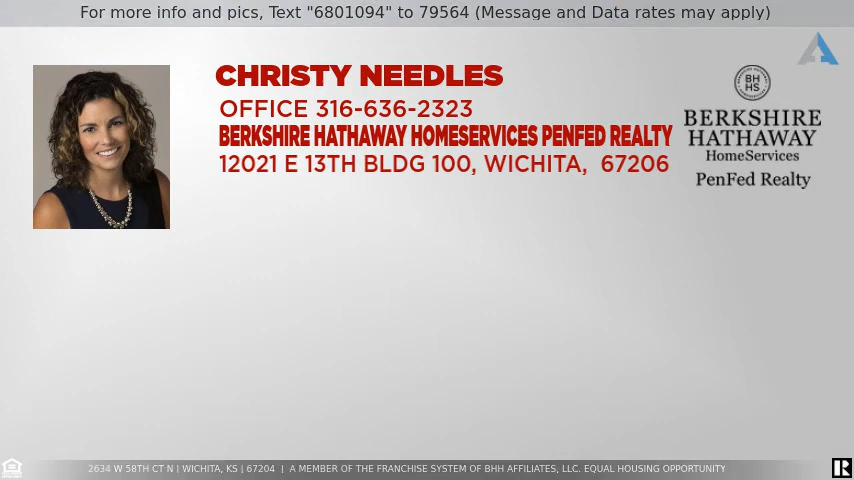 For more info and pics, Text "6801094" to 79564 (Message and Data rates may apply)
CHRISTY NEEDLES
OFFICE 316-636-2323
BERKSHIRE HATHAWAY HOMESERVICES PENFED REALTY
12021 E 13TH BLDG 100, WICHITA,  67206
BH
HS
BERKSHIRE
HATHAWAY
HomeServices
PenFed Realty
2634 W 58TH CT N | WICHITA, KS | 67204 | A MEMBER OF THE FRANCHISE SYSTEM OF BHH AFFILIATES, LLC. EQUAL HOUSING OPPORTUNITY